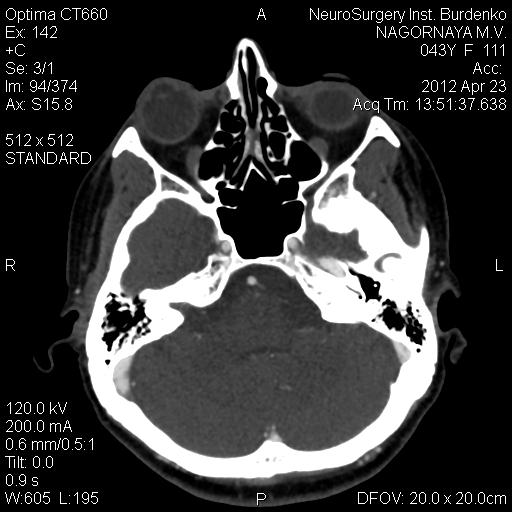 Optima CT660
Ex: 142
+C
Se: 3/1
Im: 94/374
Ax: S15.8
512 x 512
STANDARD
A
NeuroSurgery Inst. Burdenko
NAGORNAYA M.V.
043Y F 111
Acc:
2012 Apr 23
Acq Tm: 13:51:37.638
R
L
120.0 kV
200.0 mA
0.6 mm/0.5:1
Tilt: 0.0
0.9 s
W:605 L:195
P
DFOV: 20.0 x 20.0cm